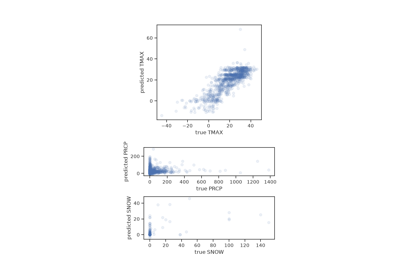 60
40
20
0
predicted TMAX
−40 −20 0 20 40
true TMAX
200
0
predicted PRCP
0 200 400 600 800 1000 1200 1400
true PRCP
40
20
0
predicted SNOW
0 20 40 60 80 100 120 140
true SNOW